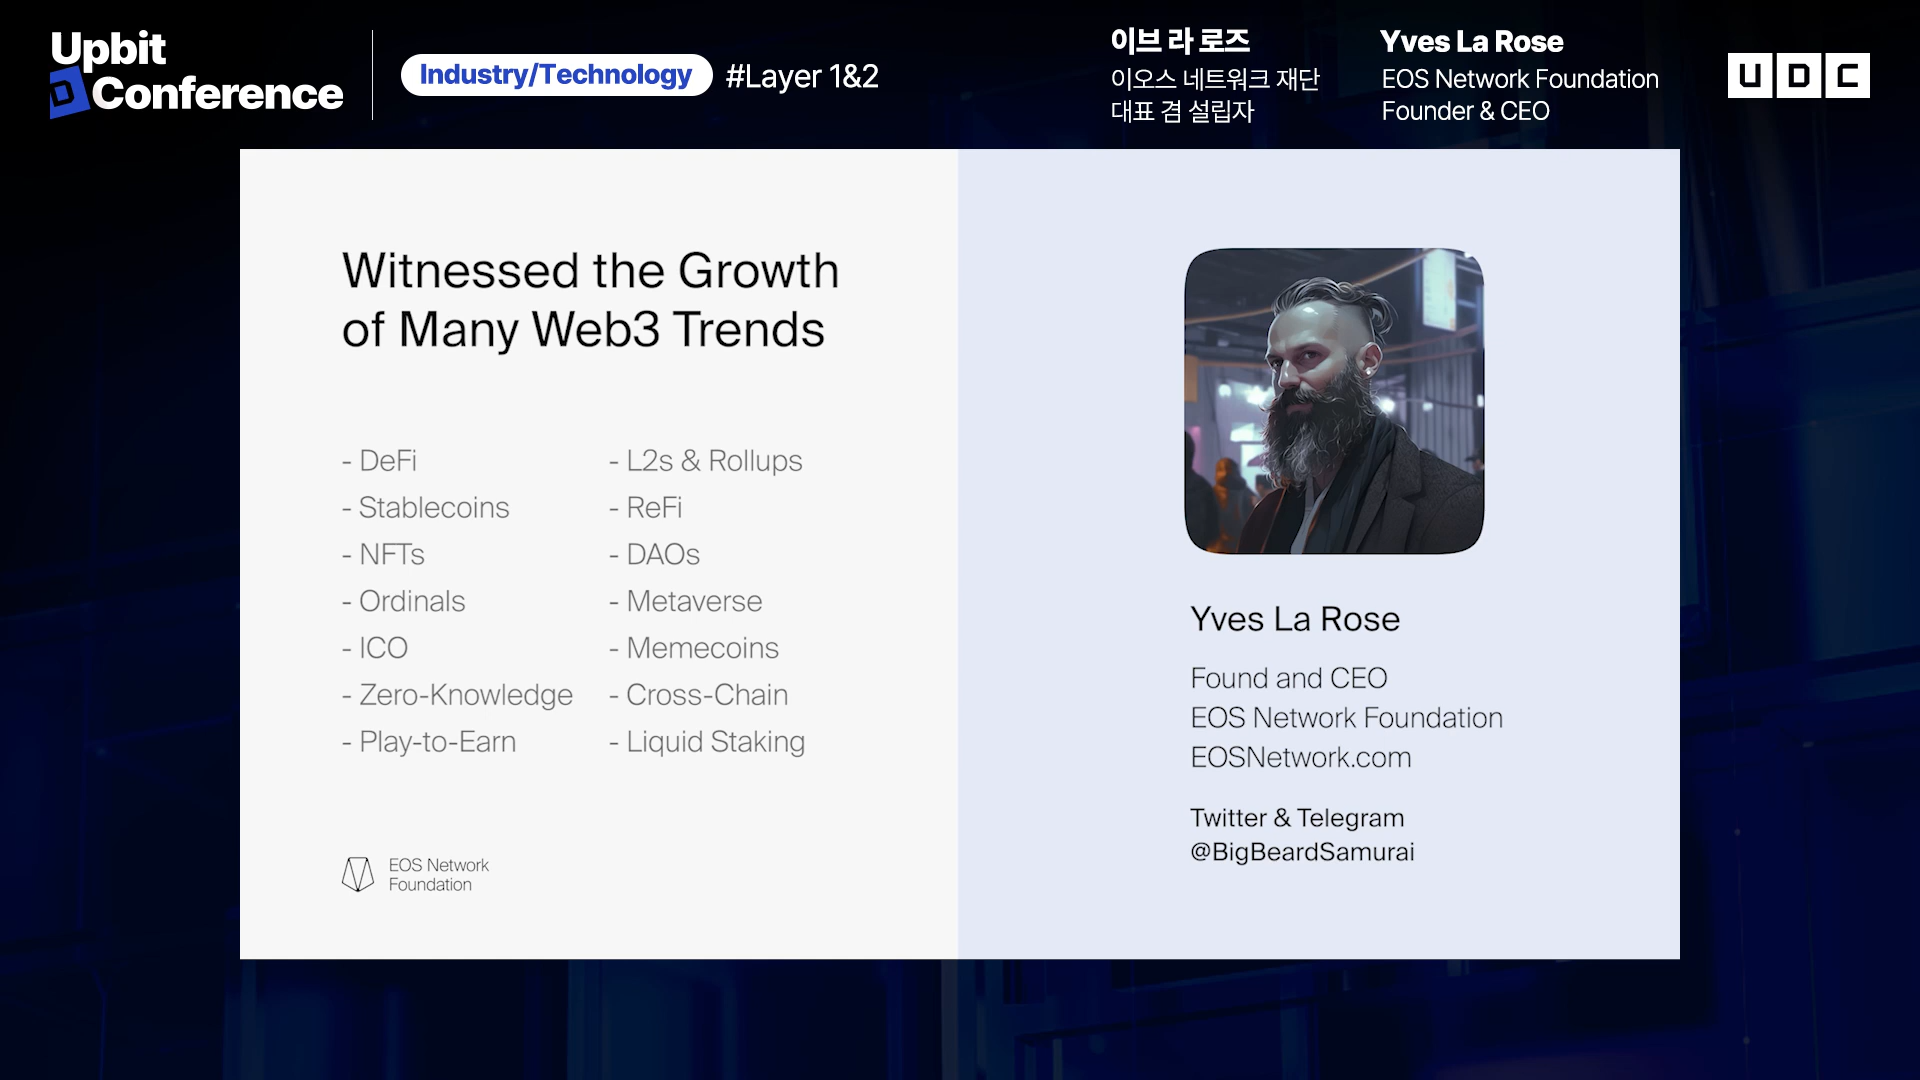 Upbit
D Conference
Industry/Technology #Layer 1&2
이브 라 로즈
이오스 네트워크 재단
대표 겸 설립자
Yves La Rose
EOS Network Foundation
Founder & CEO
UDC
Witnessed the Growth
of Many Web3 Trends
- DeFi
- Stablecoins
- NFTs
- Ordinals
- ICO
- Zero-Knowledge
- Play-to-Earn
- L2s & Rollups
- ReFi
- DAOs
- Metaverse
- Memecoins
- Cross-Chain
- Liquid Staking
EOS Network
Foundation
Yves La Rose
Found and CEO
EOS Network Foundation
EOSNetwork.com
Twitter & Telegram
@BigBeardSamurai